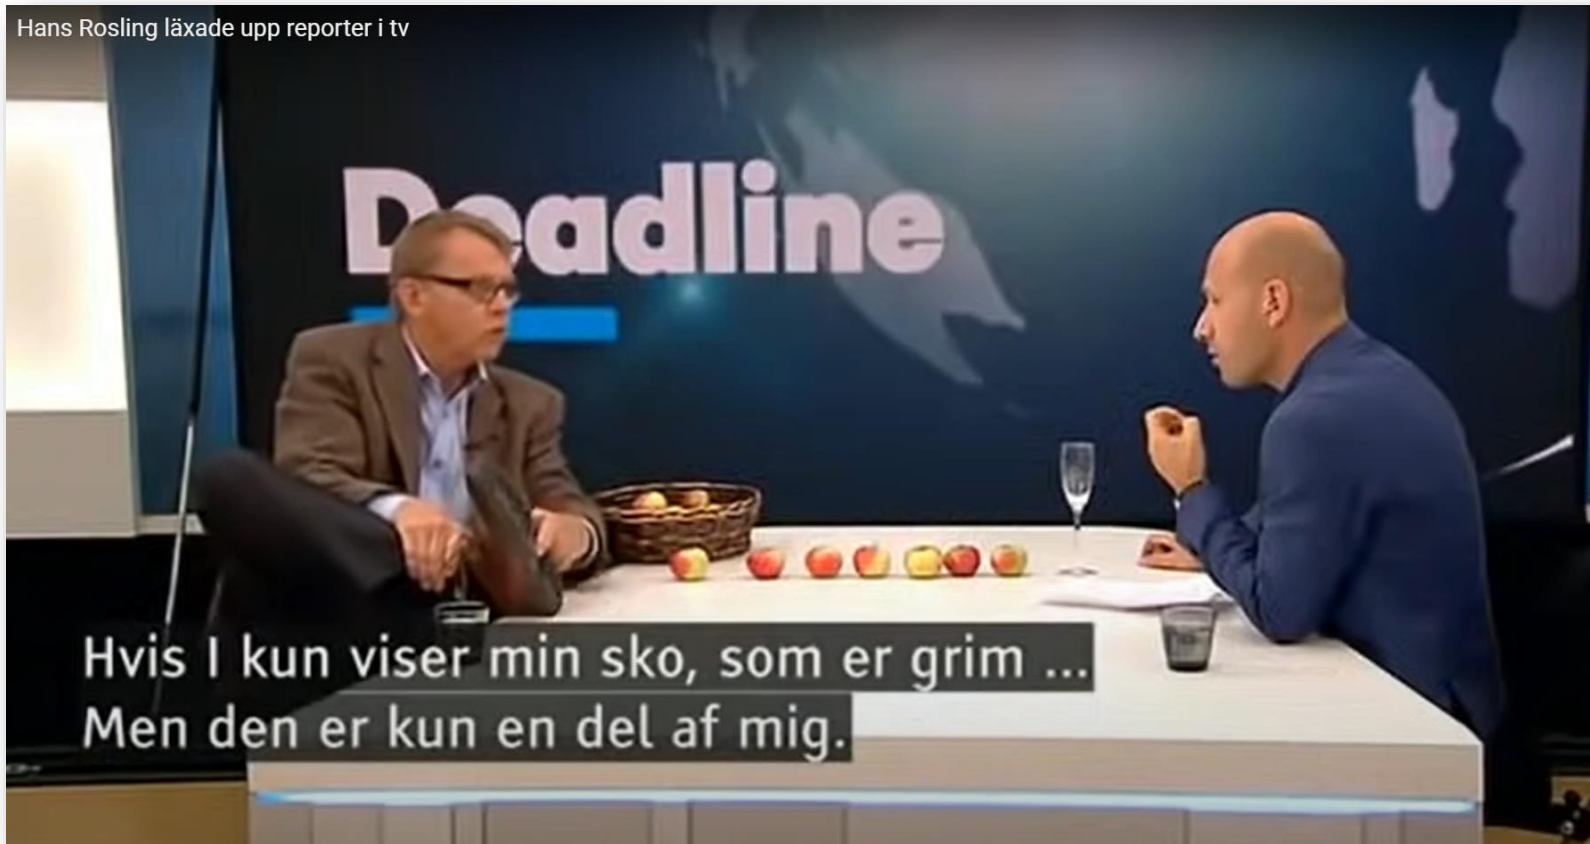 Hans Rosling läxade upp reporter i tv
Deadline
Hvis I kun viser min sko, som er grim ...
Men den er kun en del af mig.